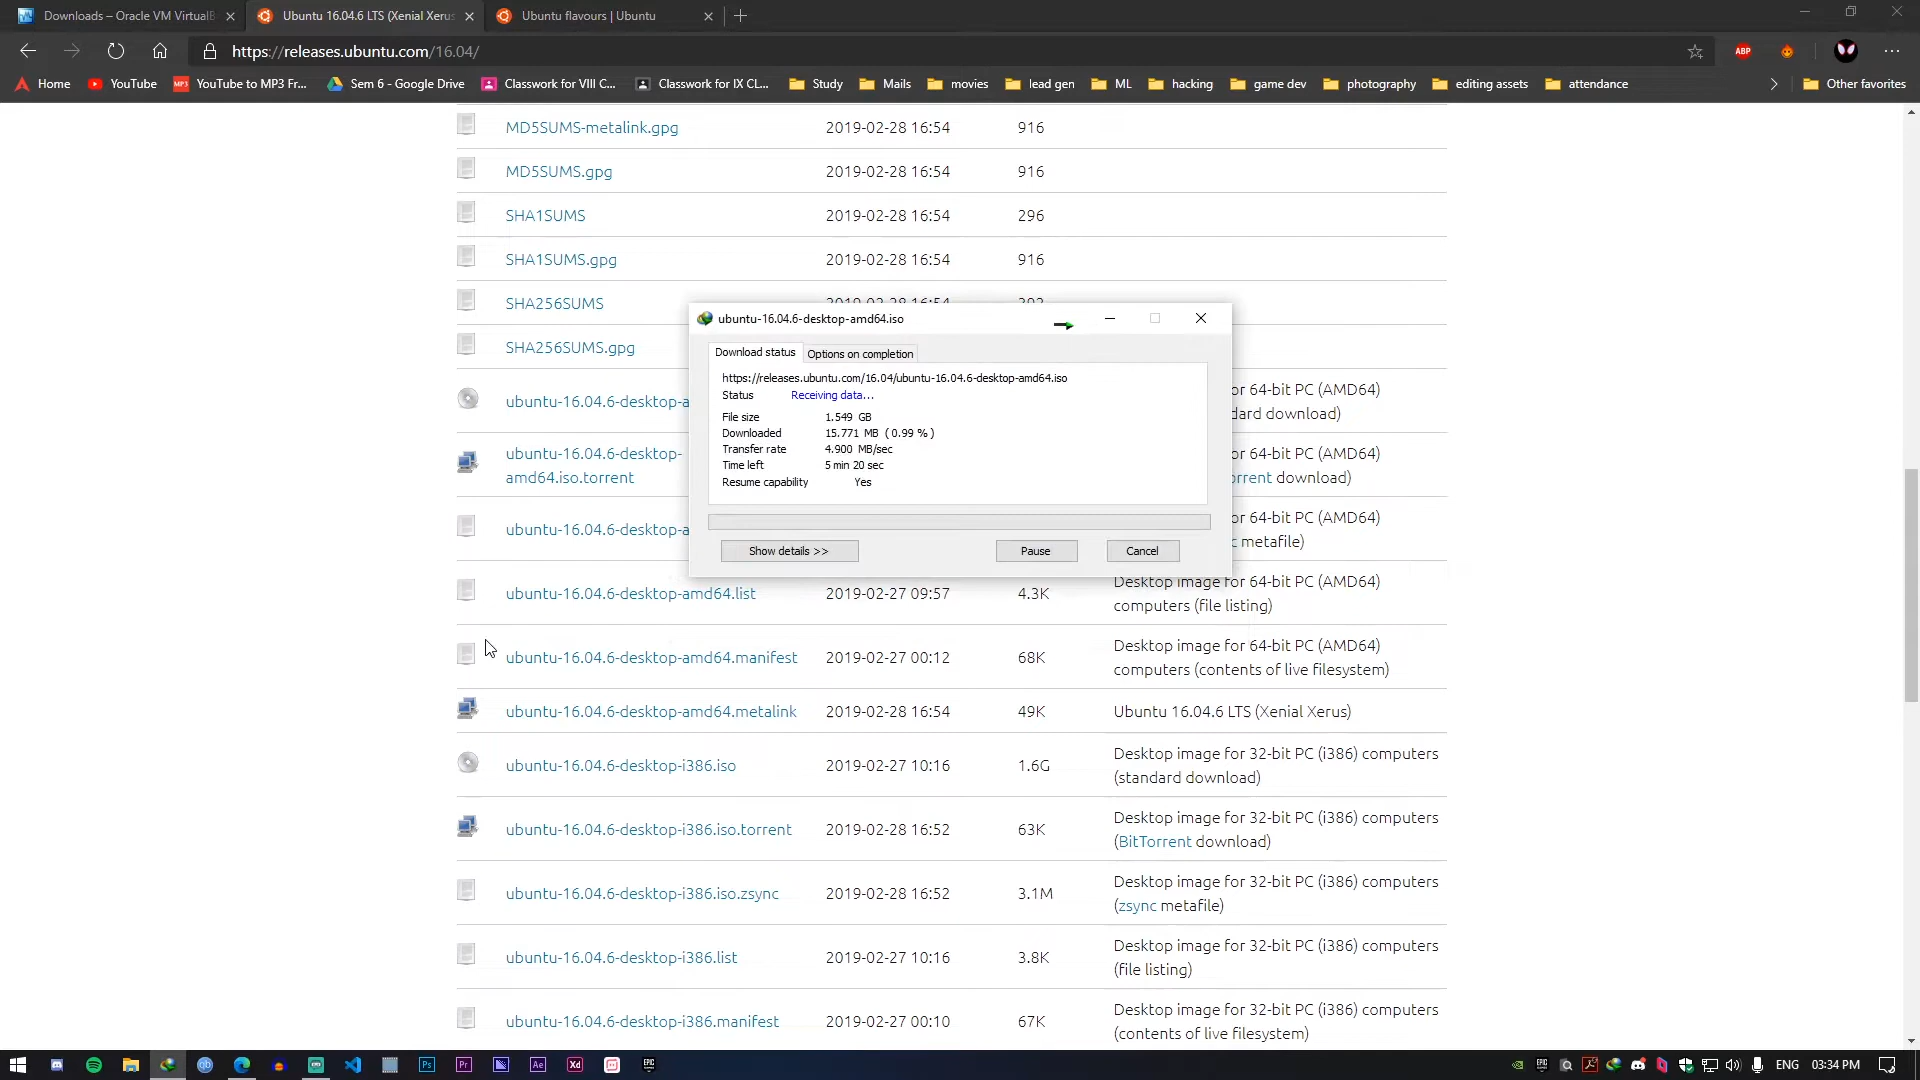 Downloads – Oracle VM VirtualB
Ubuntu 16.04.6 LTS (Xenial Xerus
Ubuntu flavours | Ubuntu
https://releases.ubuntu.com/16.04/
ABP
Home
YouTube
MP3
YouTube to MP3 Fr...
Sem 6 - Google Drive
Classwork for VIII C...
Classwork for IX CL...
Study
Mails
movies
lead gen
ML
hacking
game dev
photography
editing assets
attendance
Other favorites
MD5SUMS-metalink.gpg 2019-02-28 16:54 916
MD5SUMS.gpg 2019-02-28 16:54 916
SHA1SUMS 2019-02-28 16:54 296
SHA1SUMS.gpg 2019-02-28 16:54 916
SHA256SUMS 2019-02-28 16:54 392
SHA256SUMS.gpg
ubuntu-16.04.6-desktop-a
or 64-bit PC (AMD64)
dard download)
ubuntu-16.04.6-desktop-
amd64.iso.torrent
or 64-bit PC (AMD64)
orrent download)
ubuntu-16.04.6-desktop-a
or 64-bit PC (AMD64)
c metafile)
ubuntu-16.04.6-desktop-amd64.iso
Download status
Options on completion
https://releases.ubuntu.com/16.04/ubuntu-16.04.6-desktop-amd64.iso
Status Receiving data...
File size 1.549 GB
Downloaded 15.771 MB ( 0.99 % )
Transfer rate 4.900 MB/sec
Time left 5 min 20 sec
Resume capability Yes
Show details >>
Pause
Cancel
ubuntu-16.04.6-desktop-amd64.list 2019-02-27 09:57 4.3K
Desktop image for 64-bit PC (AMD64)
computers (file listing)
ubuntu-16.04.6-desktop-amd64.manifest 2019-02-27 00:12 68K
Desktop image for 64-bit PC (AMD64)
computers (contents of live filesystem)
ubuntu-16.04.6-desktop-amd64.metalink 2019-02-28 16:54 49K Ubuntu 16.04.6 LTS (Xenial Xerus)
ubuntu-16.04.6-desktop-i386.iso 2019-02-27 10:16 1.6G
Desktop image for 32-bit PC (i386) computers
(standard download)
ubuntu-16.04.6-desktop-i386.iso.torrent 2019-02-28 16:52 63K
Desktop image for 32-bit PC (i386) computers
(BitTorrent download)
ubuntu-16.04.6-desktop-i386.iso.zsync 2019-02-28 16:52 3.1M
Desktop image for 32-bit PC (i386) computers
(zsync metafile)
ubuntu-16.04.6-desktop-i386.list 2019-02-27 10:16 3.8K
Desktop image for 32-bit PC (i386) computers
(file listing)
ubuntu-16.04.6-desktop-i386.manifest 2019-02-27 00:10 67K
Desktop image for 32-bit PC (i386) computers
(contents of live filesystem)
qb
Ps
Pr
Ae
Xd
EPIC
EPIC
ENG
03:34 PM